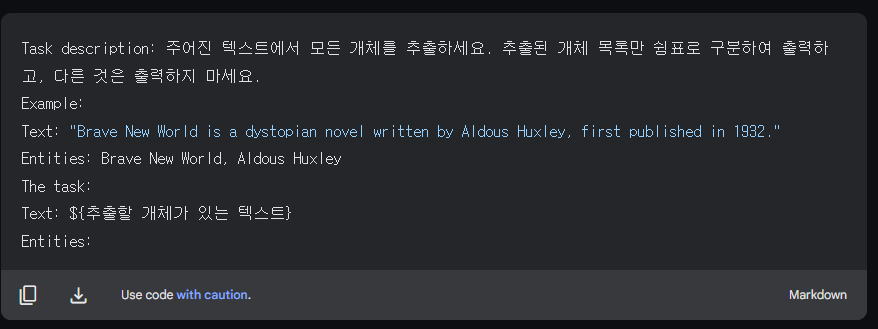 Task description: 주어진 텍스트에서 모든 개체를 추출하세요. 추출된 개체 목록만 쉼표로 구분하여 출력하
고, 다른 것은 출력하지 마세요.
Example:
Text: "Brave New World is a dystopian novel written by Aldous Huxley, first published in 1932."
Entities: Brave New World, Aldous Huxley
The task:
Text: ${추출할 개체가 있는 텍스트}
Entities:
Use code with caution. Markdown